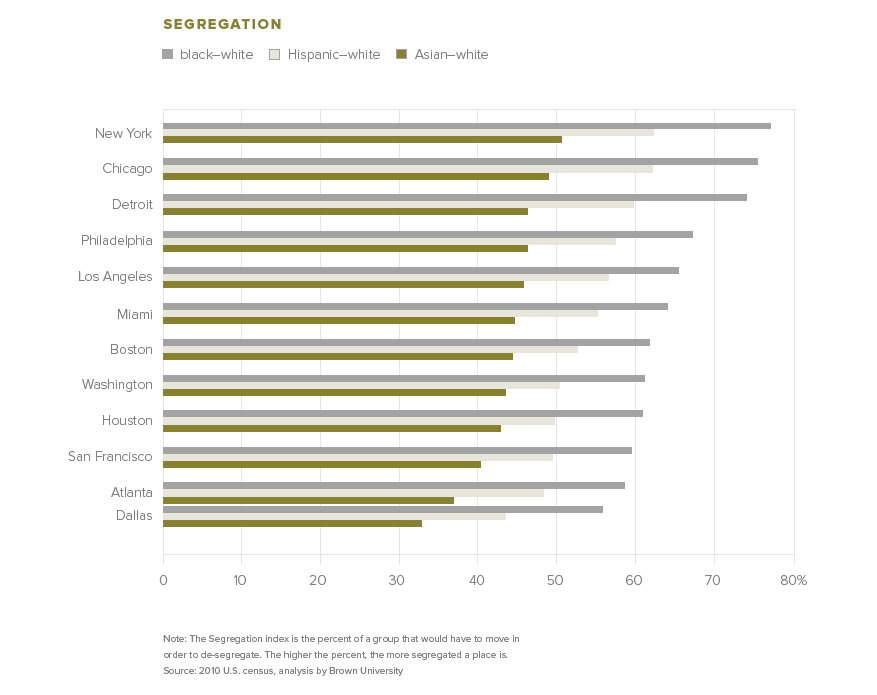 SEGREGATION
black–white Hispanic–white Asian–white
New York
Chicago
Detroit
Philadelphia
Los Angeles
Miami
Boston
Washington
Houston
San Francisco
Atlanta
Dallas
0 10 20 30 40 50 60 70 80%
Note: The Segregation index is the percent of a group that would have to move in
order to de-segregate. The higher the percent, the more segregated a place is.
Source: 2010 U.S. census, analysis by Brown University